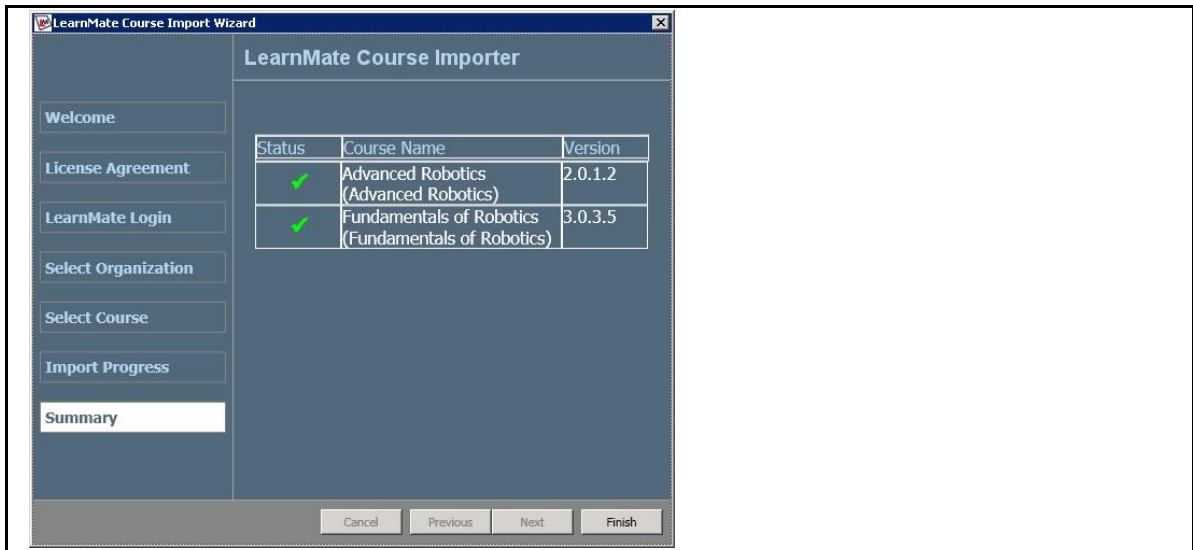 LearnMate Course Import Wizard
LearnMate Course Importer
Welcome
License Agreement
LearnMate Login
Select Organization
Select Course
Import Progress
Summary
Status Course Name Version
Advanced Robotics 2.0.1.2
(Advanced Robotics)
Fundamentals of Robotics 3.0.3.5
(Fundamentals of Robotics)
Cancel Previous Next Finish